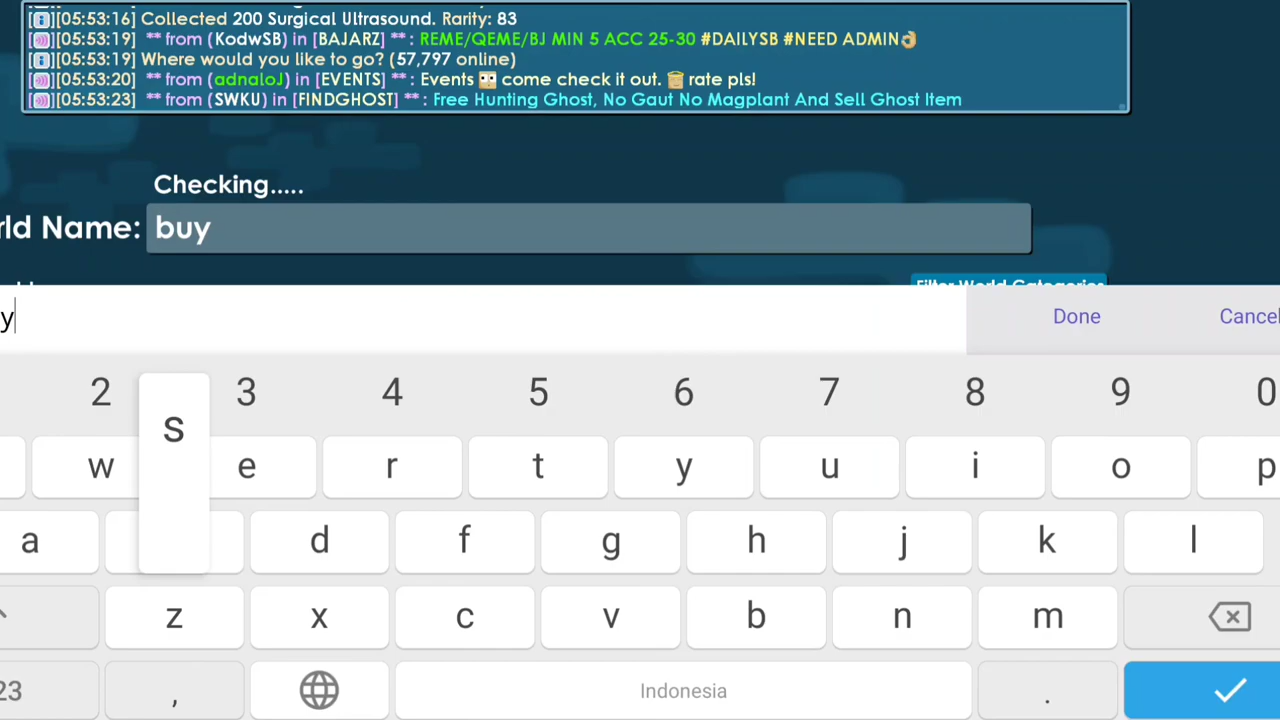 [05:53:16] Collected 200 Surgical Ultrasound. Rarity: 83
[05:53:19] ** from (KodwSB) in [BAJARZ] ** : REME/QEME/BJ MIN 5 ACC 25-30 #DAILYSB #NEED ADMIN👌
[05:53:19] Where would you like to go? (57,797 online)
[05:53:20] ** from (adnaloJ) in [EVENTS] ** : Events come check it out. rate pls!
[05:53:23] ** from (SWKU) in [FINDGHOST] ** : Free Hunting Ghost, No Gaut No Magplant And Sell Ghost Item
Checking.....
rld Name: buy
Filter World Categories
y Done Cancel
2 3 4 5 6 7 8 9 0
s
w e r t y u i o p
a d f g h j k l
z x c v b n m
23 , Indonesia .